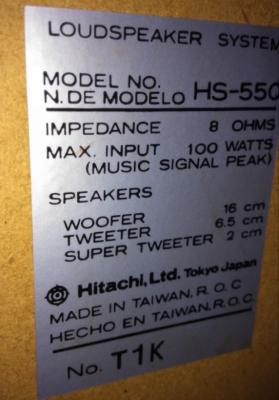 LOUDSPEAKER SYSTEM
MODEL NO.
N. DE MODELO HS-550
IMPEDANCE 8 OHMS
MAX. INPUT 100 WATTS
(MUSIC SIGNAL PEAK)
SPEAKERS
WOOFER 16 cm
TWEETER 6.5 cm
SUPER TWEETER 2 cm
Hitachi, Ltd. Tokyo Japan
MADE IN TAIWAN, R.O.C
HECHO EN TAIWAN, R.O.C.
No. T1K